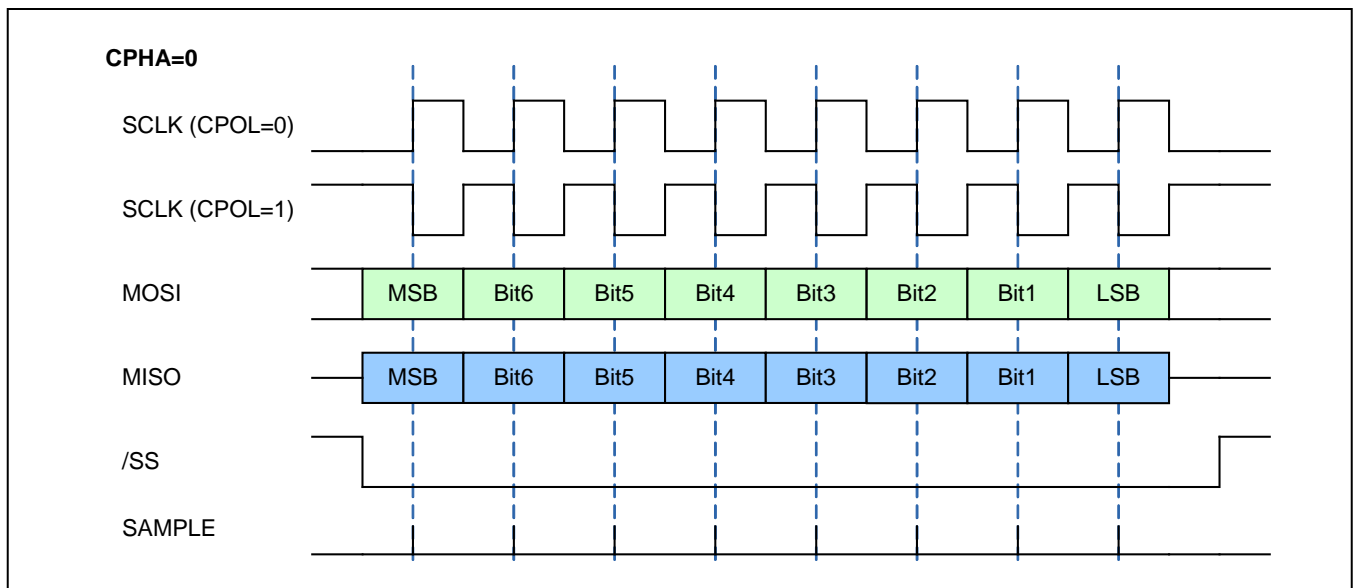 CPHA=0
SCLK (CPOL=0)
SCLK (CPOL=1)
MOSI MSB Bit6 Bit5 Bit4 Bit3 Bit2 Bit1 LSB
MISO MSB Bit6 Bit5 Bit4 Bit3 Bit2 Bit1 LSB
/SS
SAMPLE